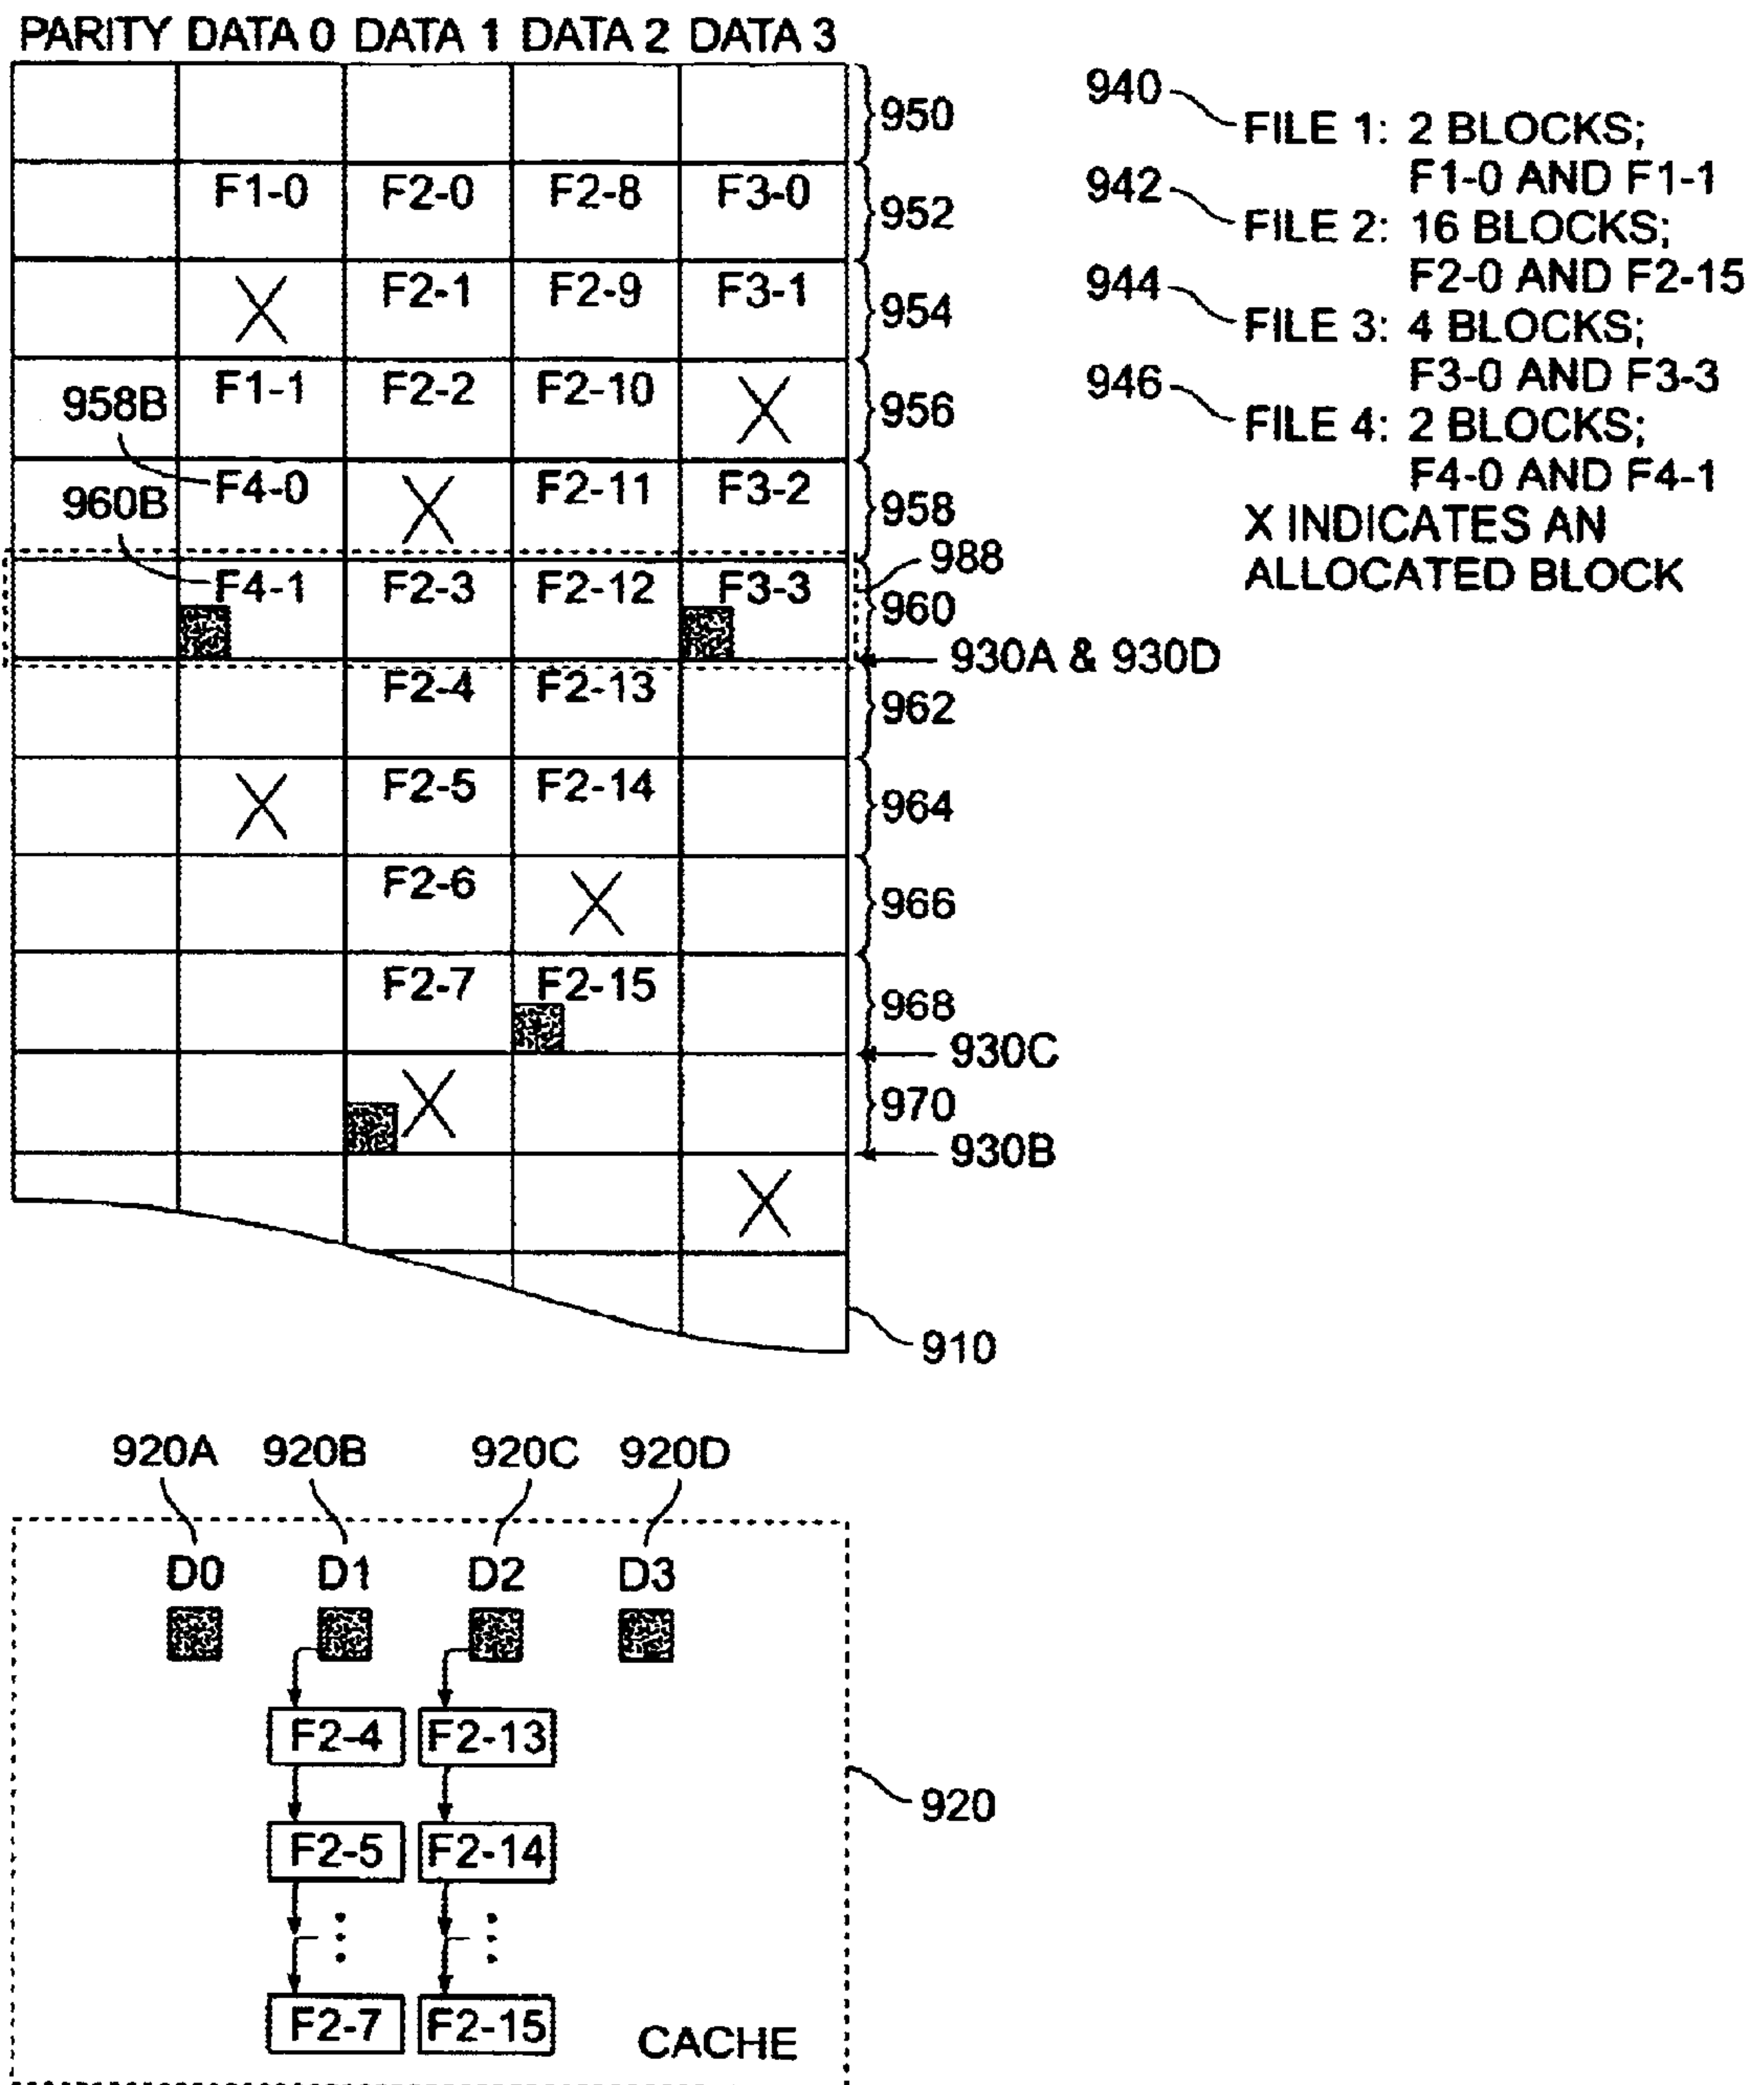 PARITY DATA 0 DATA 1 DATA 2 DATA 3
950
F1-0 F2-0 F2-8 F3-0 952
X F2-1 F2-9 F3-1 954
958B F1-1 F2-2 F2-10 X 956
960B F4-0 X F2-11 F3-2 958
988
F4-1 F2-3 F2-12 F3-3 960
930A & 930D
F2-4 F2-13 962
X F2-5 F2-14 964
F2-6 X 966
F2-7 F2-15 968
930C
X 970
930B
X
910
940
FILE 1: 2 BLOCKS;
F1-0 AND F1-1
942
FILE 2: 16 BLOCKS;
F2-0 AND F2-15
944
FILE 3: 4 BLOCKS;
F3-0 AND F3-3
946
FILE 4: 2 BLOCKS;
F4-0 AND F4-1
X INDICATES AN
ALLOCATED BLOCK
920A 920B 920C 920D
D0 D1 D2 D3
F2-4 F2-13
920
F2-5 F2-14
F2-7 F2-15
CACHE